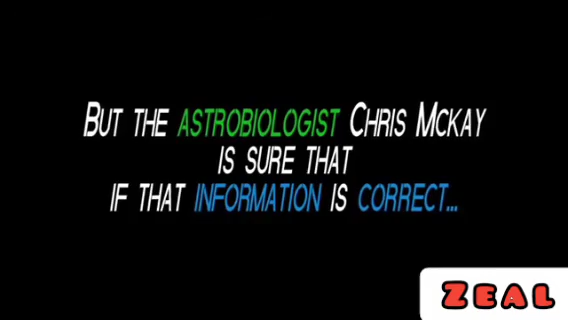 But the astrobiologist Chris Mckay
is sure that
if that information is correct...
Zeal